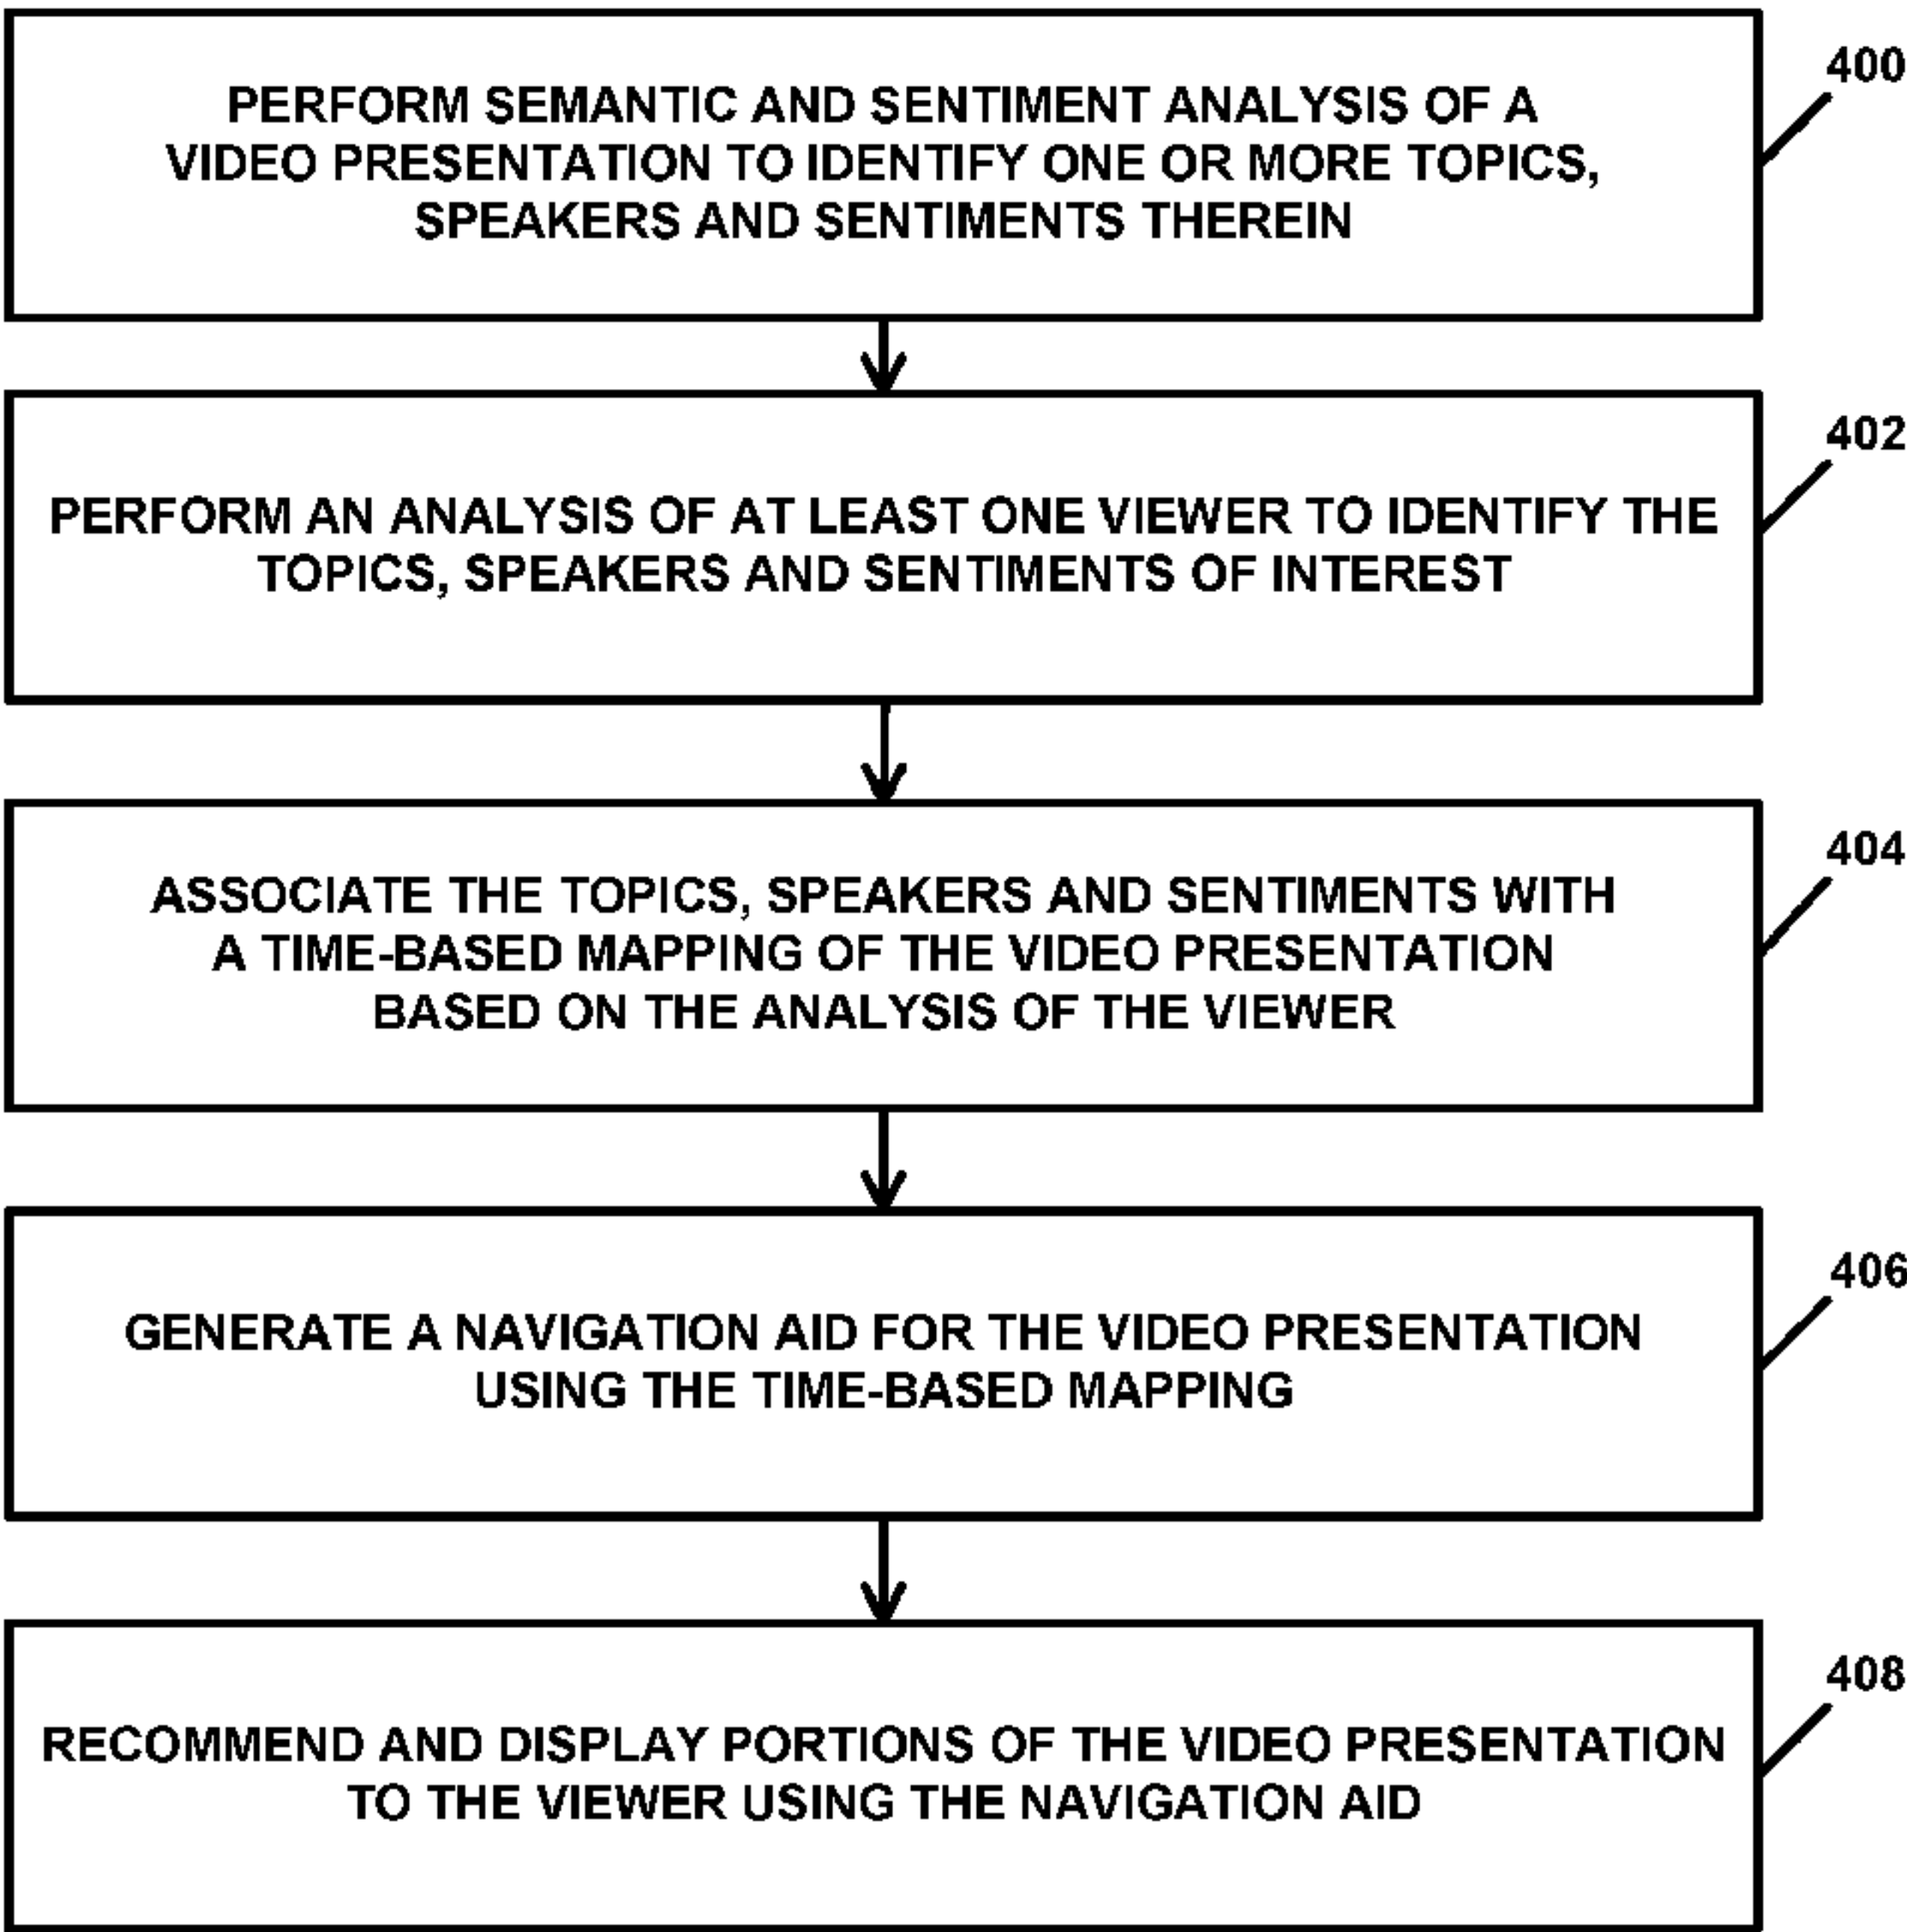 400
PERFORM SEMANTIC AND SENTIMENT ANALYSIS OF A
VIDEO PRESENTATION TO IDENTIFY ONE OR MORE TOPICS,
SPEAKERS AND SENTIMENTS THEREIN
402
PERFORM AN ANALYSIS OF AT LEAST ONE VIEWER TO IDENTIFY THE
TOPICS, SPEAKERS AND SENTIMENTS OF INTEREST
404
ASSOCIATE THE TOPICS, SPEAKERS AND SENTIMENTS WITH
A TIME-BASED MAPPING OF THE VIDEO PRESENTATION
BASED ON THE ANALYSIS OF THE VIEWER
406
GENERATE A NAVIGATION AID FOR THE VIDEO PRESENTATION
USING THE TIME-BASED MAPPING
408
RECOMMEND AND DISPLAY PORTIONS OF THE VIDEO PRESENTATION
TO THE VIEWER USING THE NAVIGATION AID